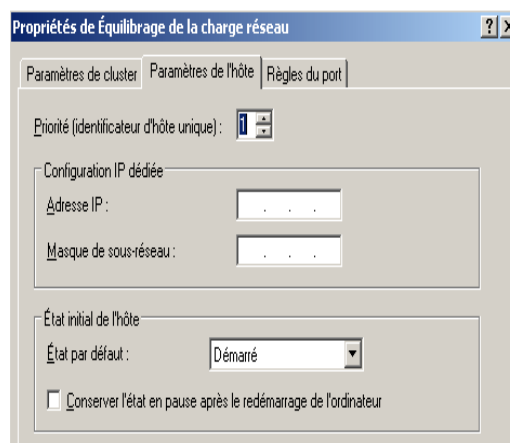 Propriétés de Équilibrage de la charge réseau
Paramètres de cluster Paramètres de l'hôte Règles du port
Priorité (identificateur d'hôte unique) : 1
Configuration IP dédiée
Adresse IP : . . .
Masque de sous-réseau : . . .
État initial de l'hôte
État par défaut : Démarré
Conserver l'état en pause après le redémarrage de l'ordinateur